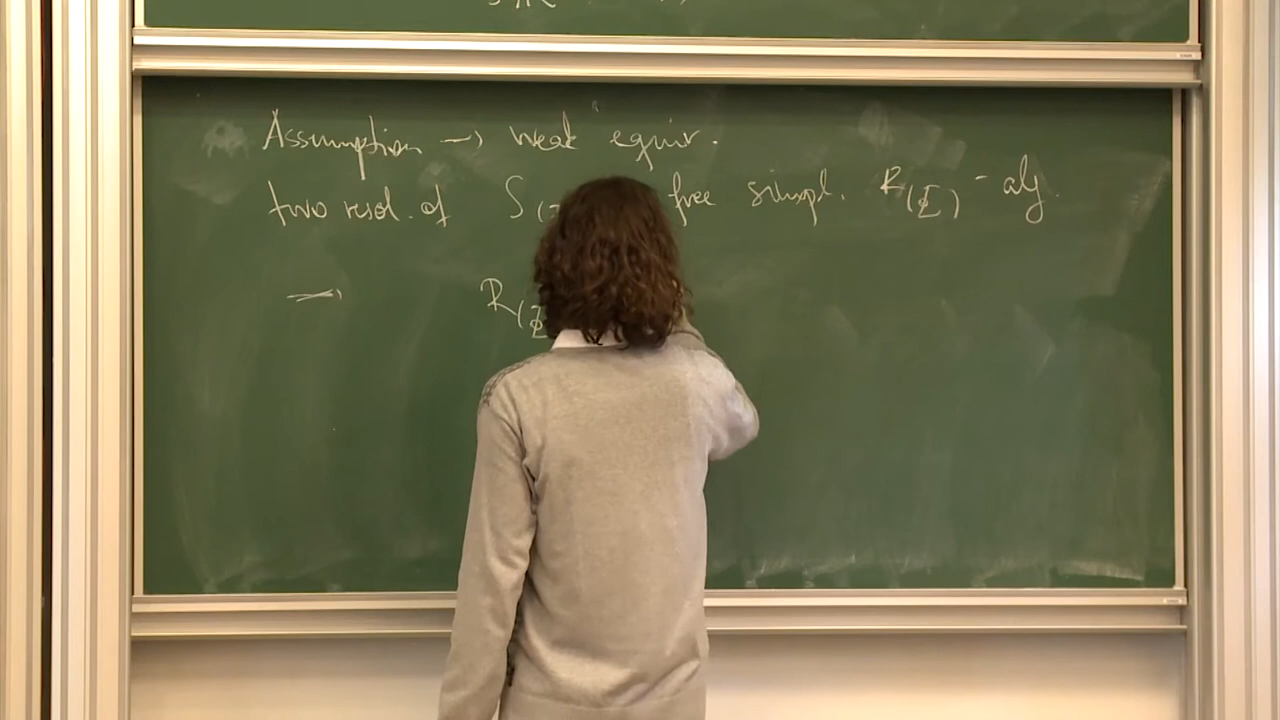 Assumption → weak equiv.
two resol. of S( free simpl. R(Φ) - alg.
→ R(Φ